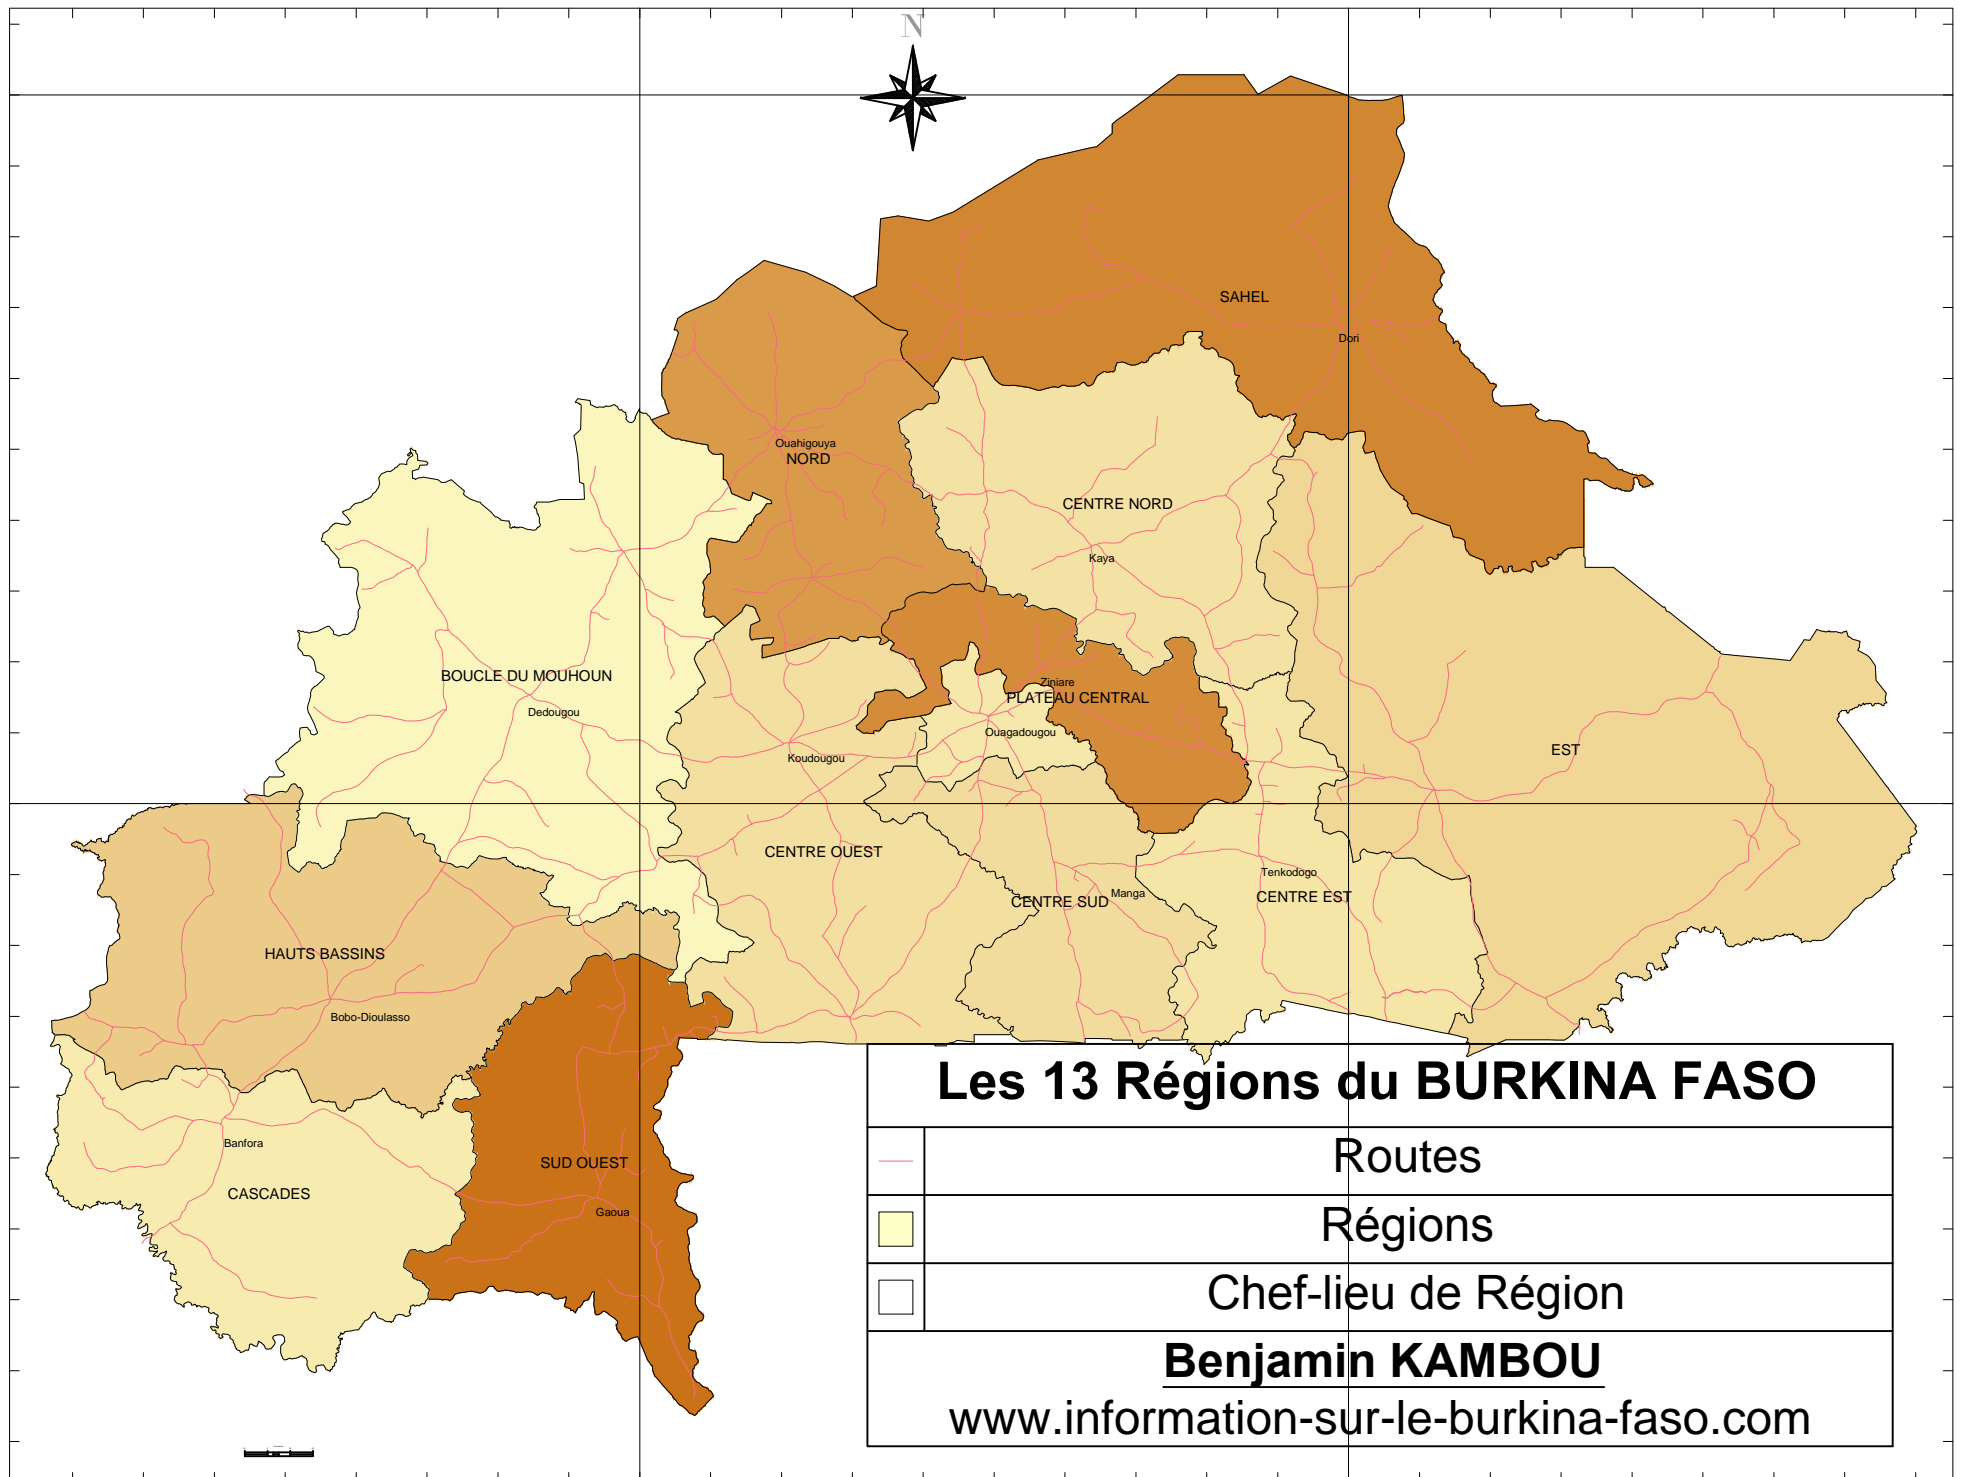 N
SAHEL
Dori
Ouahigouya
NORD
CENTRE NORD
Kaya
BOUCLE DU MOUHOUN
Dedougou
Ziniare
PLATEAU CENTRAL
Ouagadougou
Koudougou
EST
CENTRE OUEST
Tenkodogo
CENTRE EST
Manga
CENTRE SUD
HAUTS BASSINS
Bobo-Dioulasso
Banfora
CASCADES
SUD OUEST
Gaoua
Les 13 Régions du BURKINA FASO
Routes
Régions
Chef-lieu de Région
Benjamin KAMBOU
www.information-sur-le-burkina-faso.com